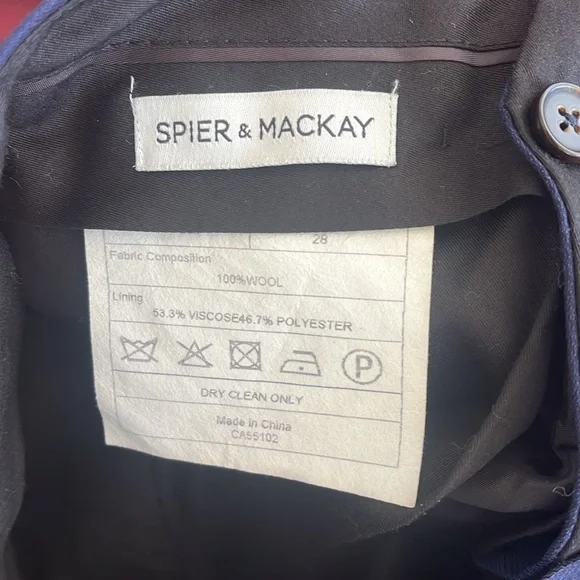 SPIER & MACKAY
28
Fabric Composition
100%WOOL
Lining
53.3% VISCOSE46.7% POLYESTER
P
DRY CLEAN ONLY
Made in China
CA55102